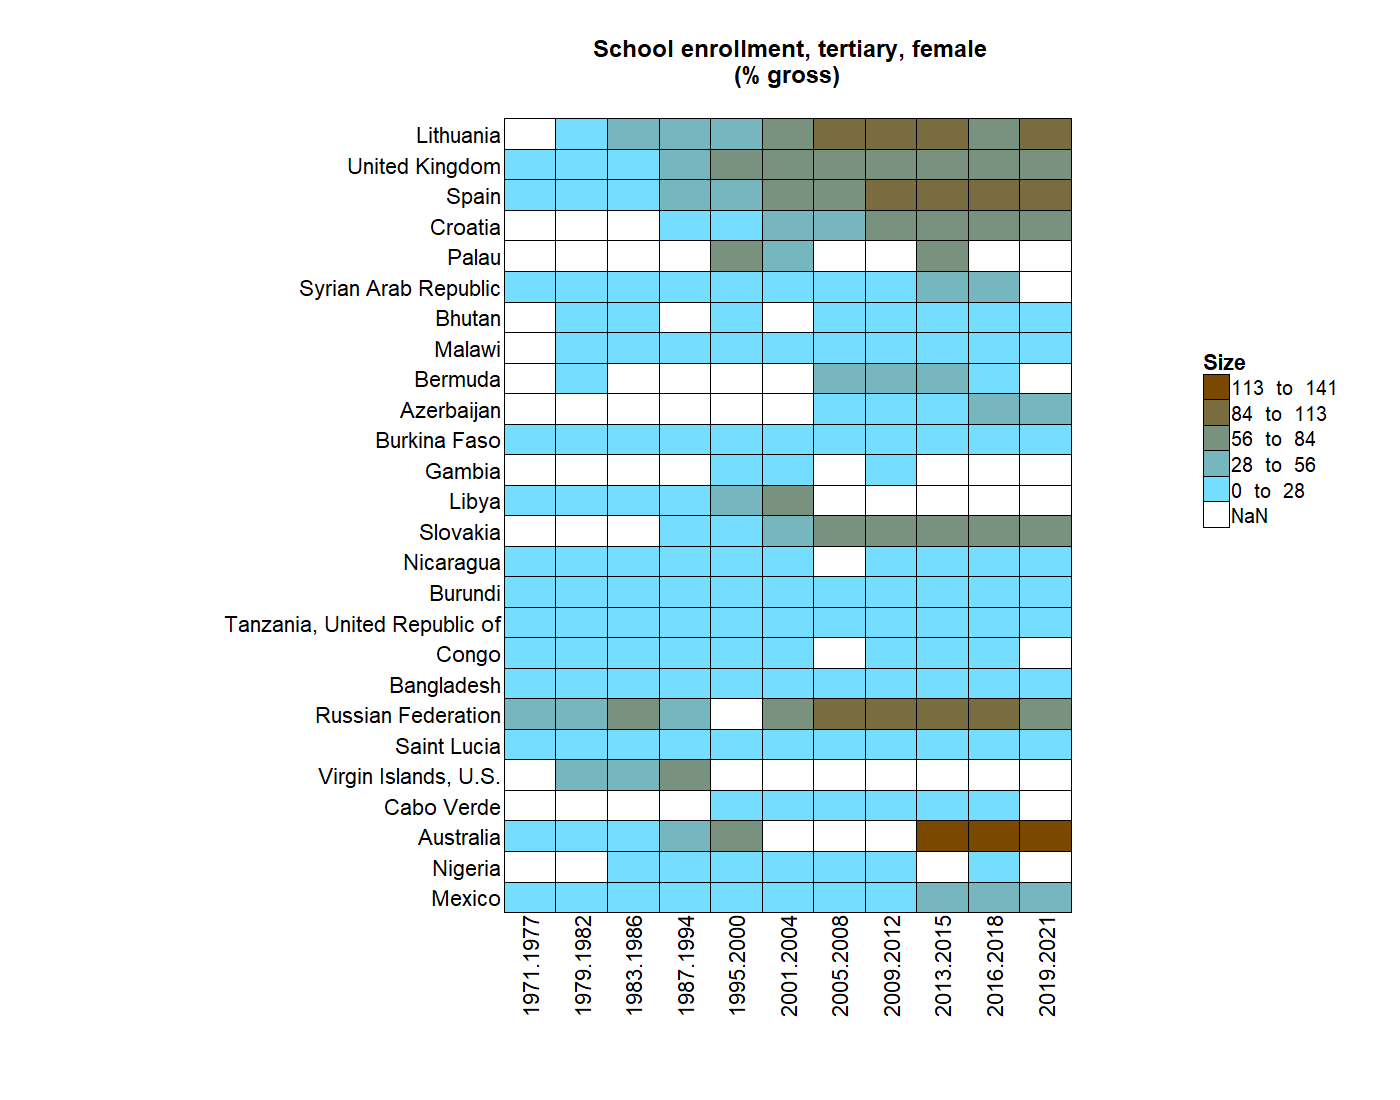 School enrollment, tertiary, female
(% gross)
Lithuania
United Kingdom
Spain
Croatia
Palau
Syrian Arab Republic
Bhutan
Malawi
Bermuda
Azerbaijan
Burkina Faso
Gambia
Libya
Slovakia
Nicaragua
Burundi
Tanzania, United Republic of
Congo
Bangladesh
Russian Federation
Saint Lucia
Virgin Islands, U.S.
Cabo Verde
Australia
Nigeria
Mexico
1971.1977
1979.1982
1983.1986
1987.1994
1995.2000
2001.2004
2005.2008
2009.2012
2013.2015
2016.2018
2019.2021
Size
113 to 141
84 to 113
56 to 84
28 to 56
0 to 28
NaN